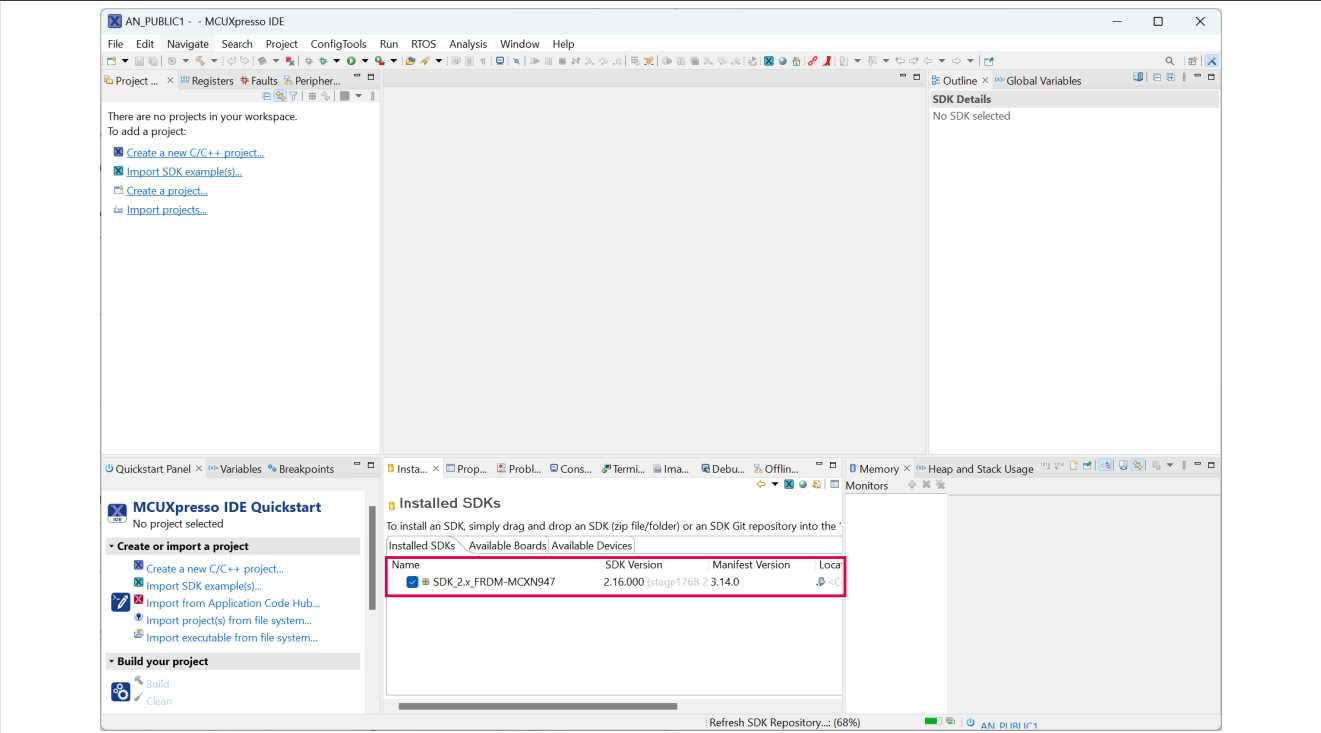 AN_PUBLIC1 - - MCUXpresso IDE
File Edit Navigate Search Project ConfigTools Run RTOS Analysis Window Help
Project ... Registers Faults Peripher...
Outline Global Variables
There are no projects in your workspace.
To add a project:
Create a new C/C++ project...
Import SDK example(s)...
Create a project...
Import projects...
SDK Details
No SDK selected
Quickstart Panel Variables Breakpoints
IDE
MCUXpresso IDE Quickstart
No project selected
Create or import a project
Create a new C/C++ project...
Import SDK example(s)...
Import from Application Code Hub...
Import project(s) from file system...
Import executable from file system...
Build your project
Build
Clean
Insta... Prop... Probl... Cons... Termi... Ima... Debu... Offlin...
Installed SDKs
To install an SDK, simply drag and drop an SDK (zip file/folder) or an SDK Git repository into the '
Installed SDKs Available Boards Available Devices
Name SDK Version Manifest Version Locat
SDK_2.x_FRDM-MCXN947 2.16.000 (stage1768 2 3.14.0 <C
Memory Heap and Stack Usage
Monitors
Refresh SDK Repository...: (68%)
AN_PUBLIC1